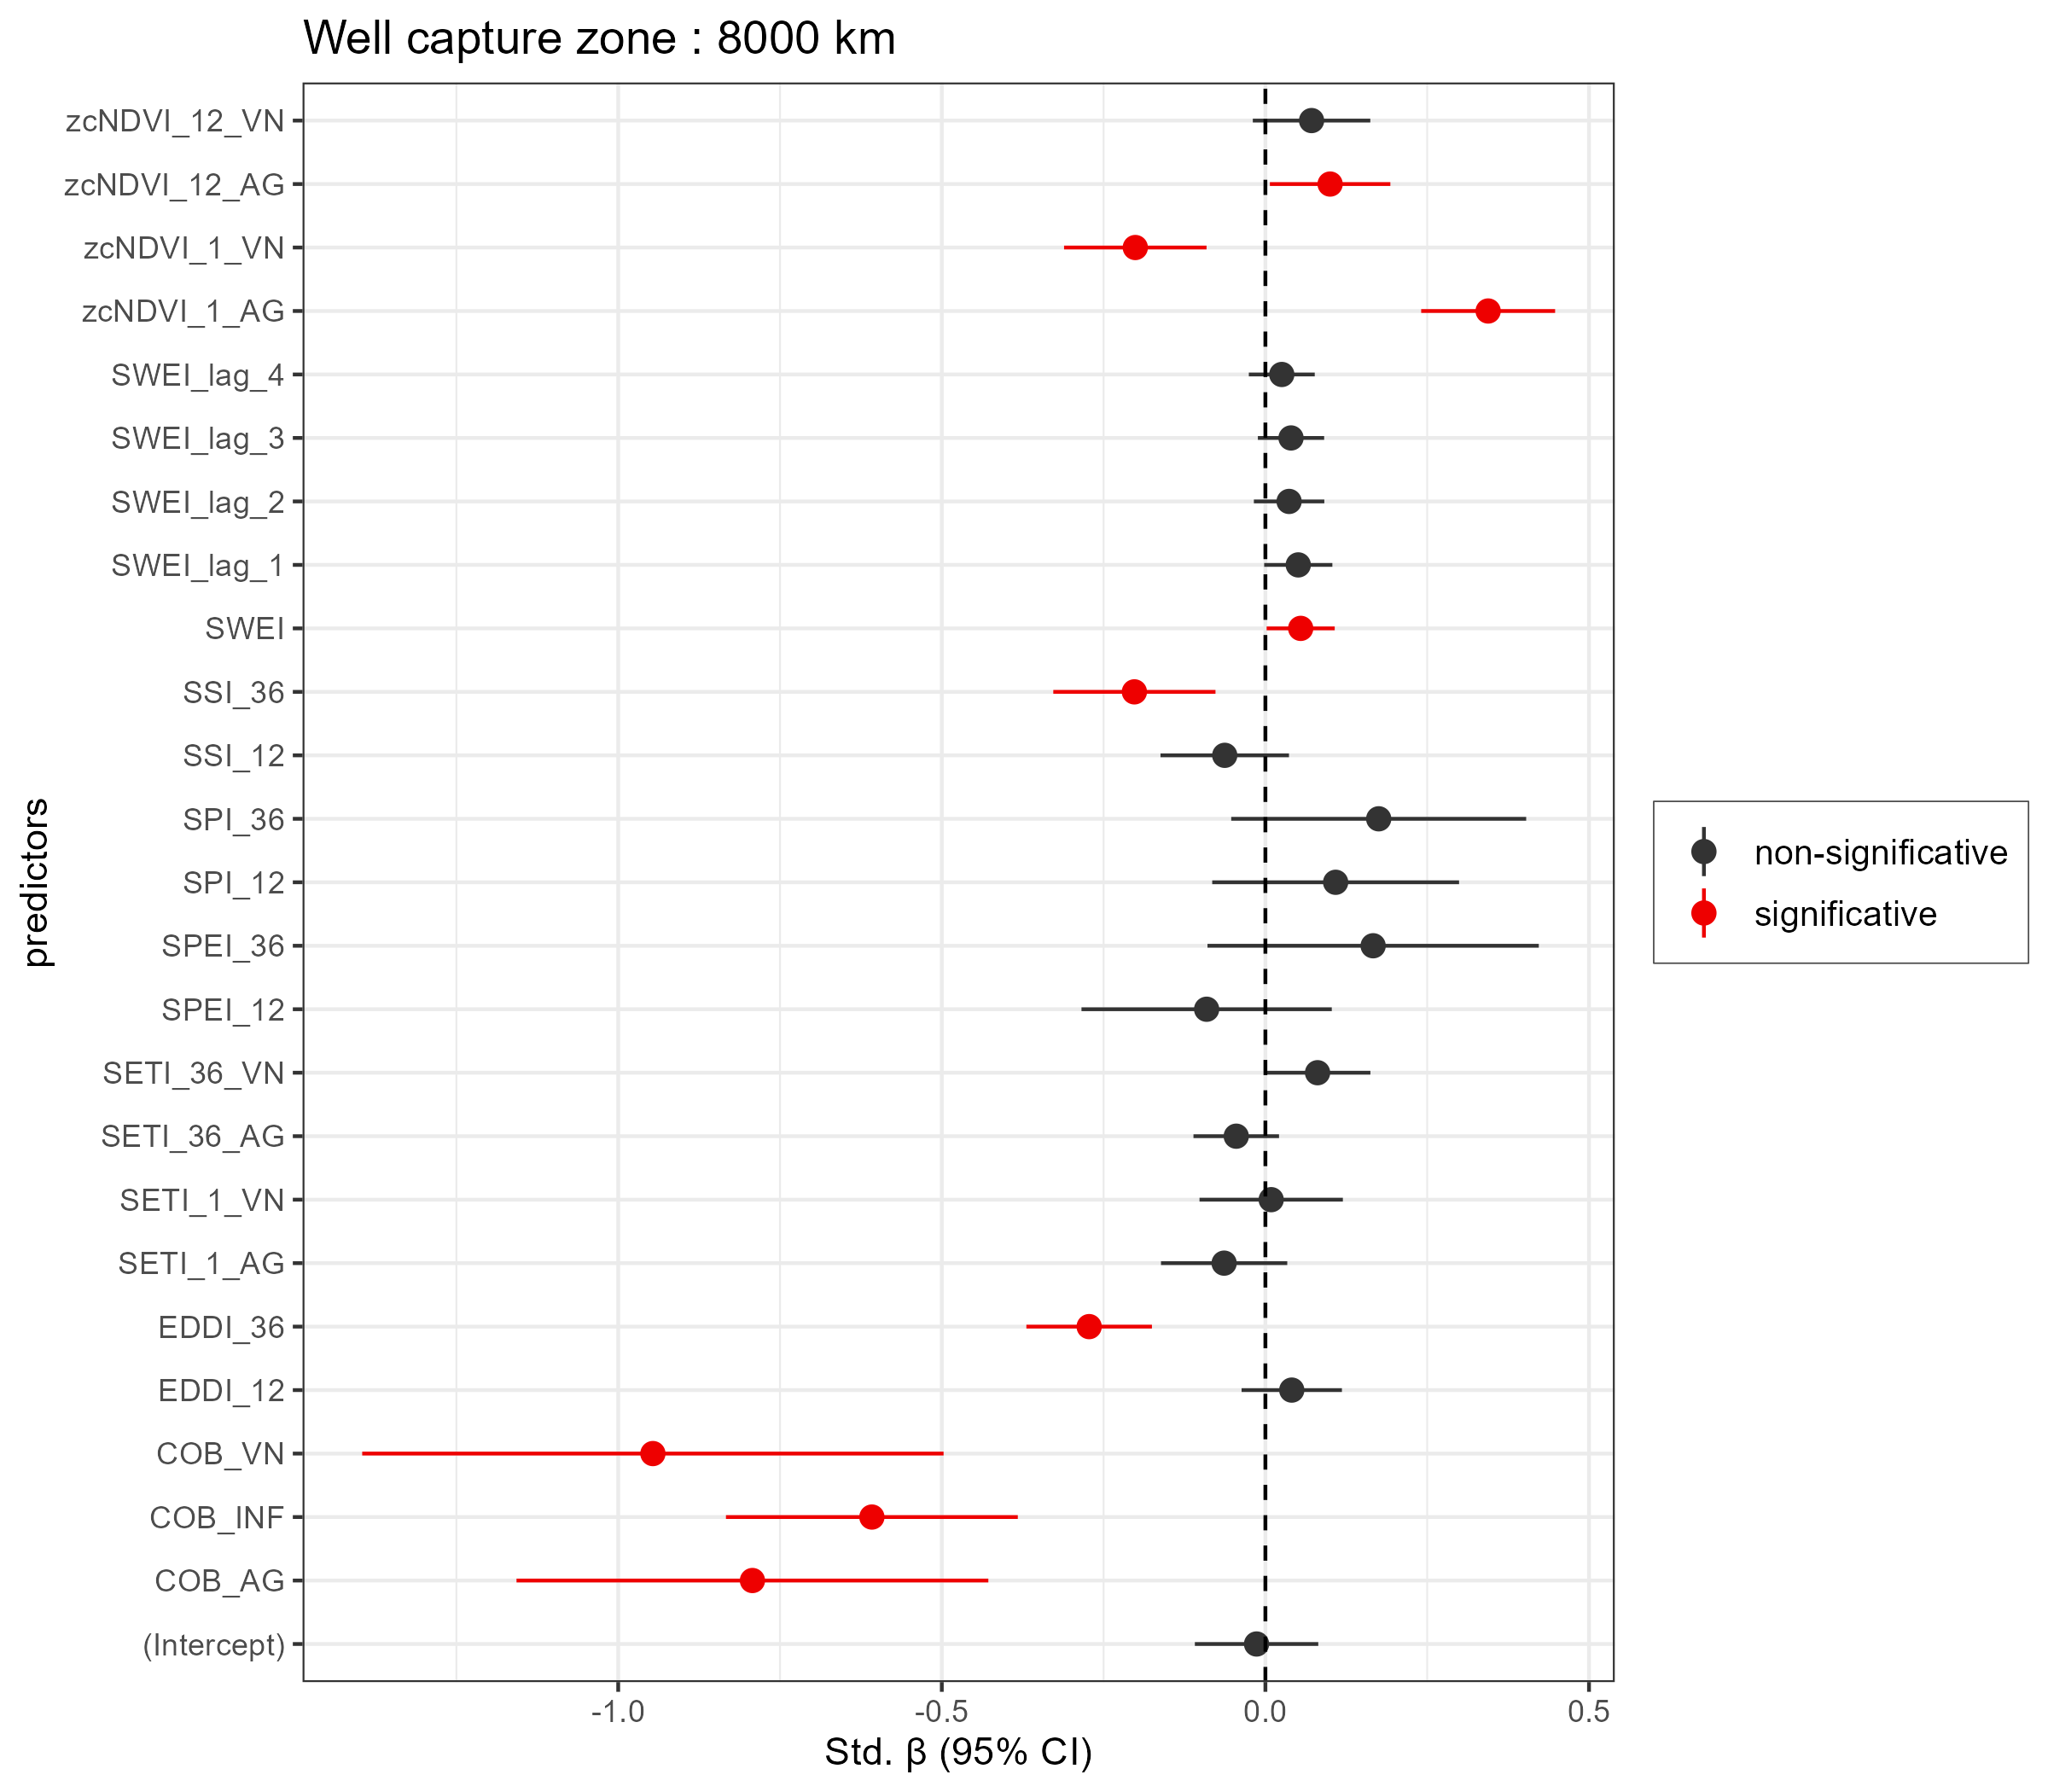 Well capture zone : 8000 km
zcNDVI_12_VN
zcNDVI_12_AG
zcNDVI_1_VN
zcNDVI_1_AG
SWEI_lag_4
SWEI_lag_3
SWEI_lag_2
SWEI_lag_1
SWEI
SSI_36
SSI_12
SPI_36
SPI_12
SPEI_36
SPEI_12
SETI_36_VN
SETI_36_AG
SETI_1_VN
SETI_1_AG
EDDI_36
EDDI_12
COB_VN
COB_INF
COB_AG
(Intercept)
predictors
-1.0 -0.5 0.0 0.5
Std. β (95% CI)
non-significative
significative